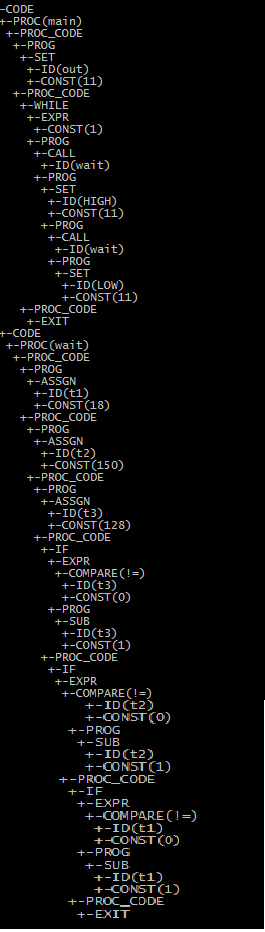 -CODE
+-PROC(main)
+-PROC_CODE
+-PROG
+-SET
+-ID(out)
+-CONST(11)
+-PROC_CODE
+-WHILE
+-EXPR
+-CONST(1)
+-PROG
+-CALL
+-ID(wait)
+-PROG
+-SET
+-ID(HIGH)
+-CONST(11)
+-PROG
+-CALL
+-ID(wait)
+-PROG
+-SET
+-ID(LOW)
+-CONST(11)
+-PROC_CODE
+-EXIT
+-CODE
+-PROC(wait)
+-PROC_CODE
+-PROG
+-ASSGN
+-ID(t1)
+-CONST(18)
+-PROC_CODE
+-PROG
+-ASSGN
+-ID(t2)
+-CONST(150)
+-PROC_CODE
+-PROG
+-ASSGN
+-ID(t3)
+-CONST(128)
+-PROC_CODE
+-IF
+-EXPR
+-COMPARE(!=)
+-ID(t3)
+-CONST(0)
+-PROG
+-SUB
+-ID(t3)
+-CONST(1)
+-PROC_CODE
+-IF
+-EXPR
+-COMPARE(!=)
+-ID(t2)
+-CONST(0)
+-PROG
+-SUB
+-ID(t2)
+-CONST(1)
+-PROC_CODE
+-IF
+-EXPR
+-COMPARE(!=)
+-ID(t1)
+-CONST(0)
+-PROG
+-SUB
+-ID(t1)
+-CONST(1)
+-PROC_CODE
+-EXIT